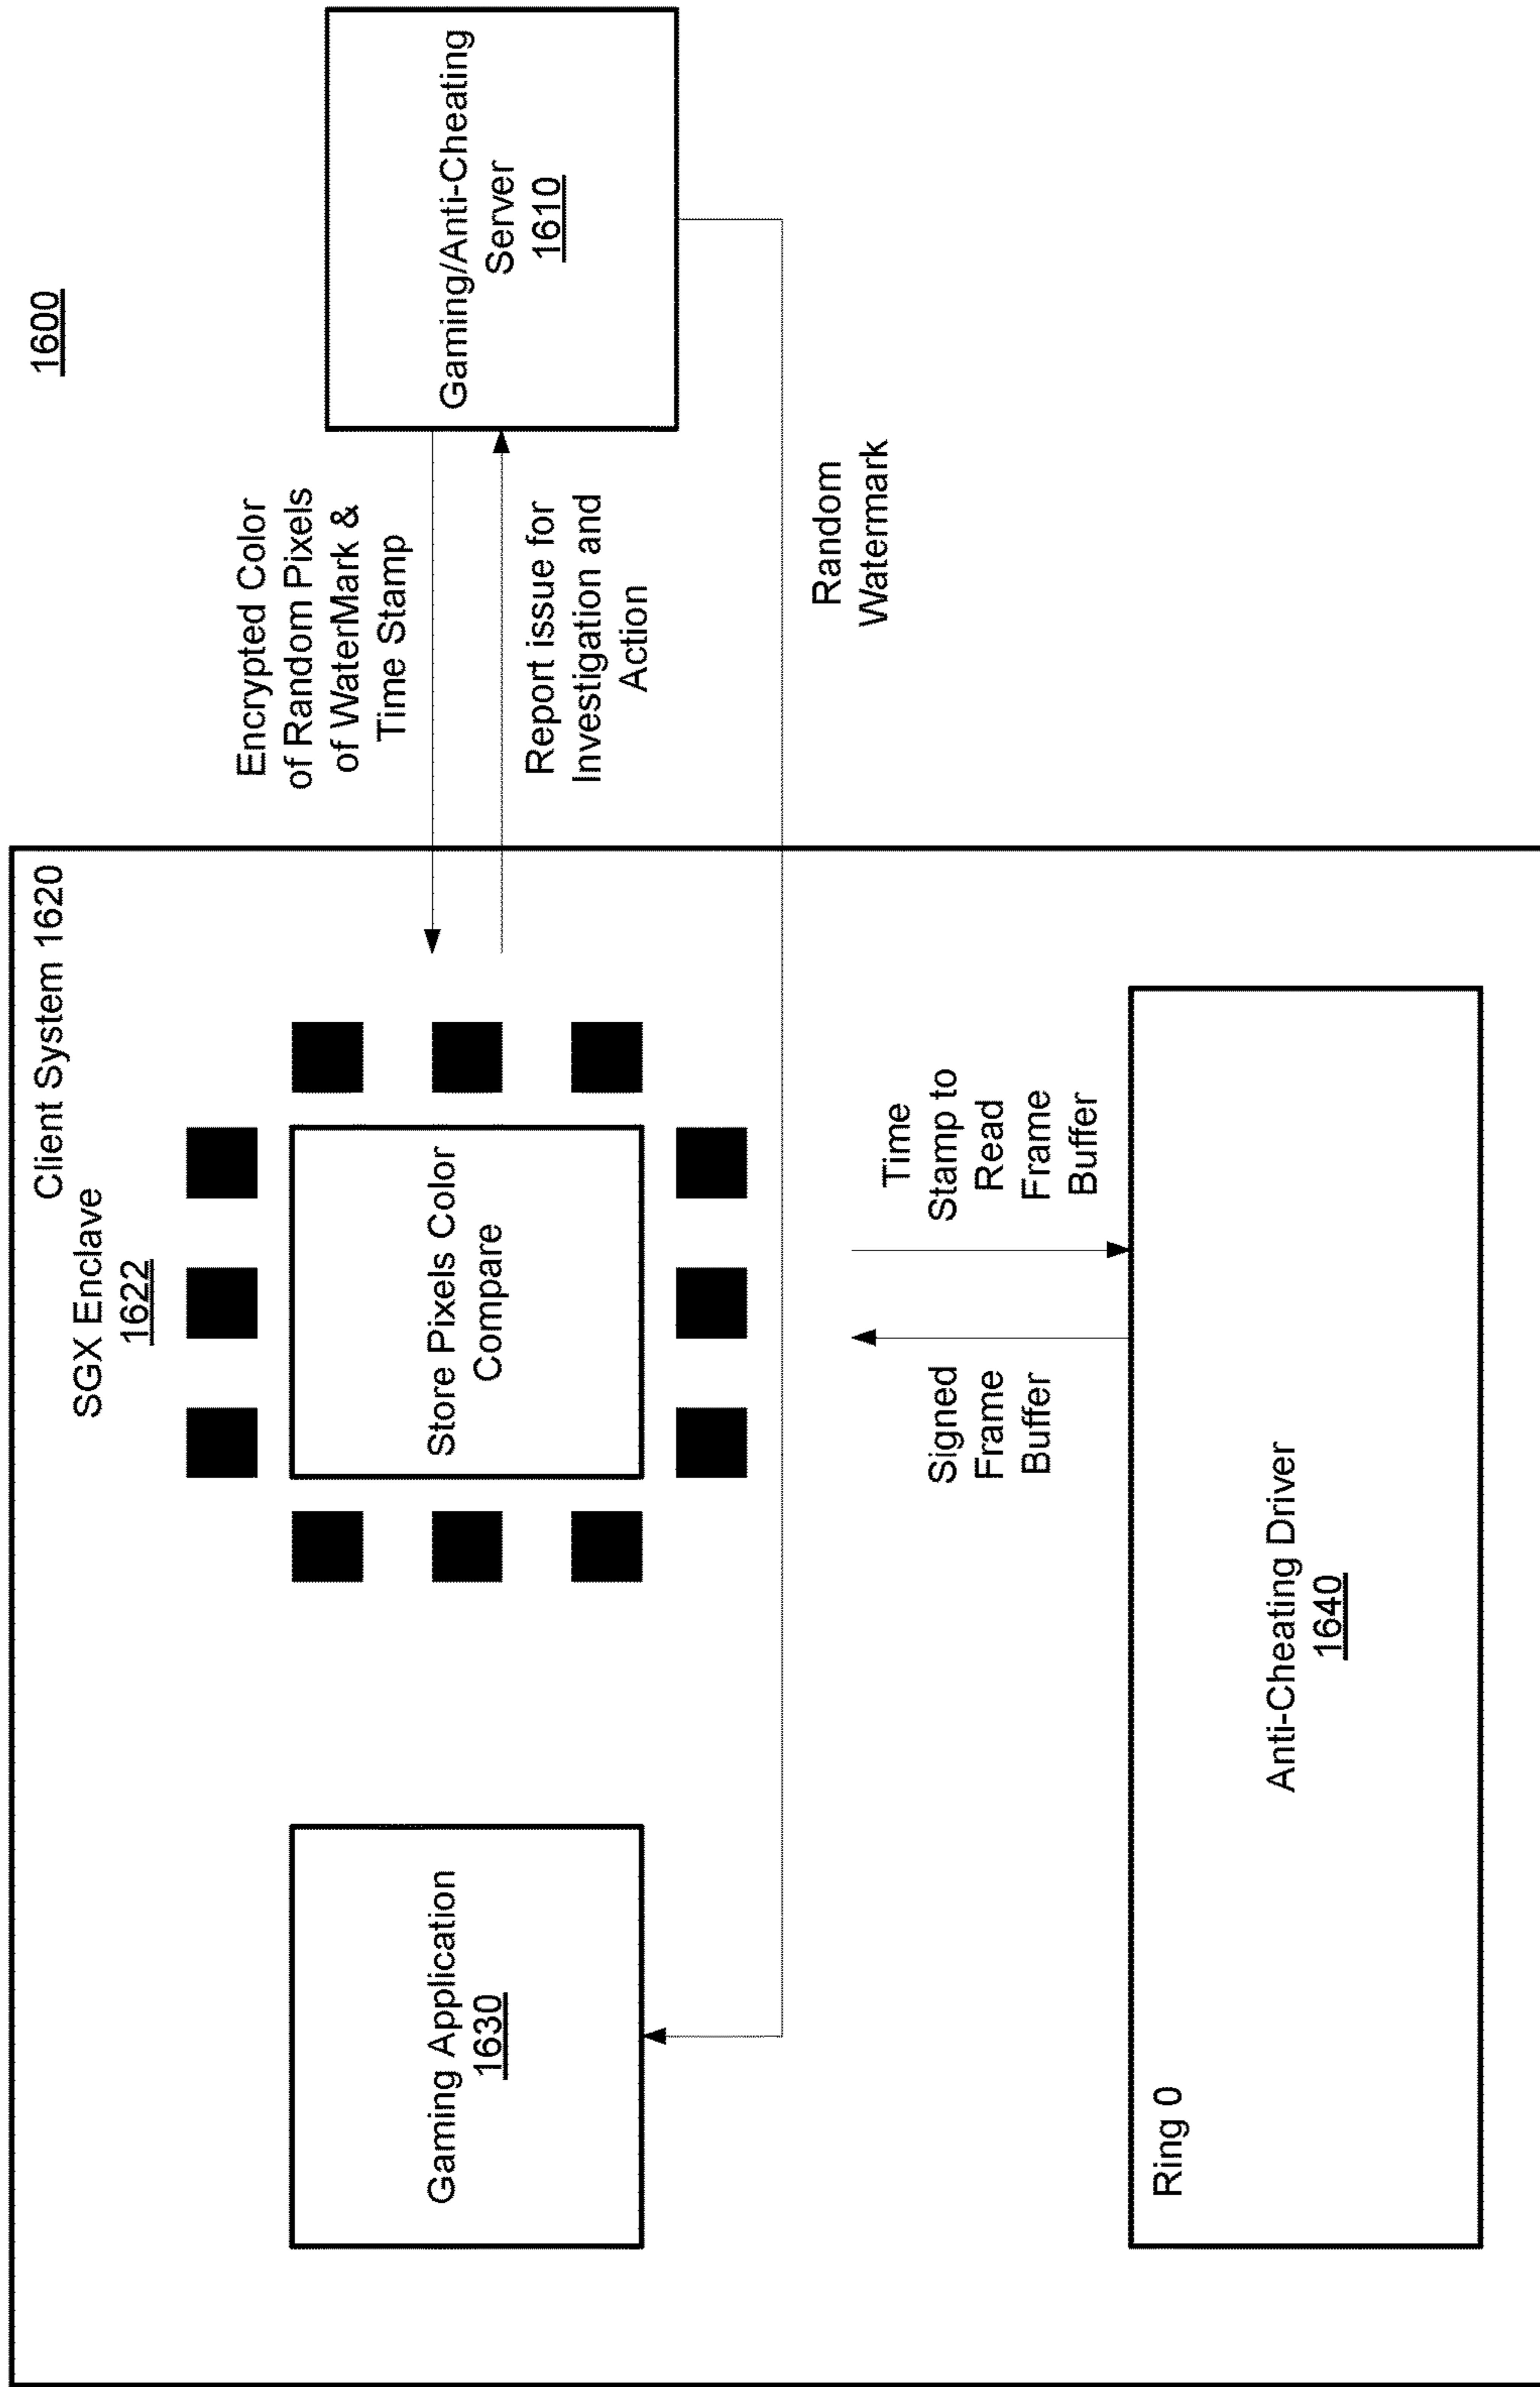 1600
Client System 1620
SGX Enclave
1622
Gaming Application
1630
Store Pixels Color
Compare
Encrypted Color
of Random Pixels
of WaterMark &
Time Stamp
Report issue for
Investigation and
Action
Gaming/Anti-Cheating
Server
1610
Random
Watermark
Signed
Frame
Buffer
Time
Stamp to
Read
Frame
Buffer
Ring 0
Anti-Cheating Driver
1640